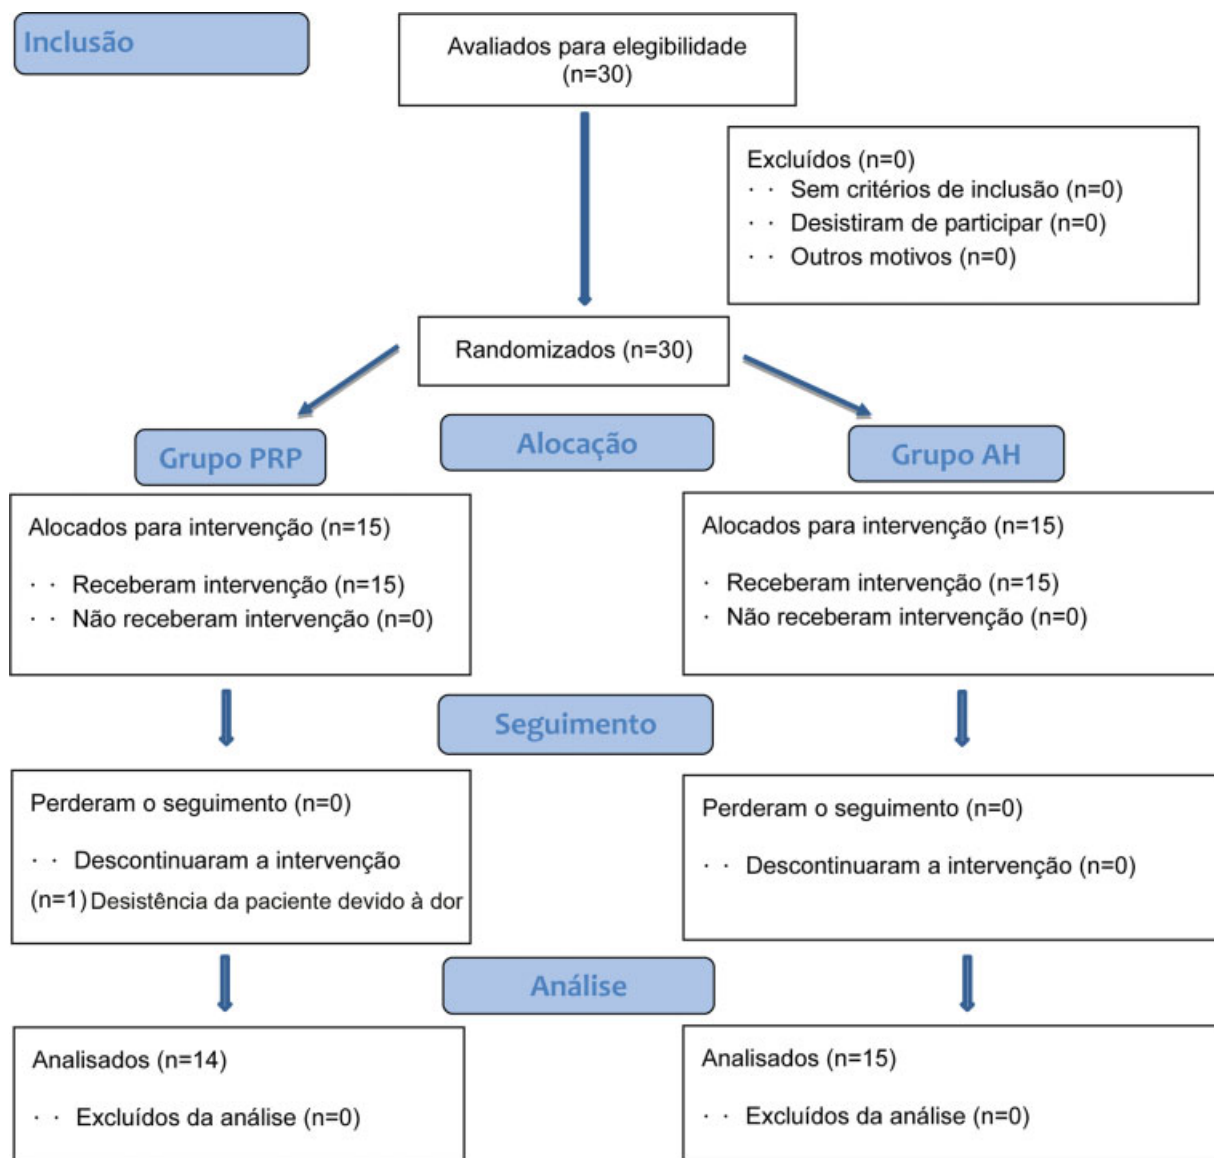 Inclusão
Avaliados para elegibilidade
(n=30)
Excluídos (n=0)
· · Sem critérios de inclusão (n=0)
· · Desistiram de participar (n=0)
· · Outros motivos (n=0)
Randomizados (n=30)
Alocação
Grupo PRP
Grupo AH
Alocados para intervenção (n=15)
· · Receberam intervenção (n=15)
· · Não receberam intervenção (n=0)
Alocados para intervenção (n=15)
· Receberam intervenção (n=15)
· Não receberam intervenção (n=0)
Seguimento
Perderam o seguimento (n=0)
· · Descontinuaram a intervenção
(n=1) Desistência da paciente devido à dor
Perderam o seguimento (n=0)
· · Descontinuaram a intervenção (n=0)
Análise
Analisados (n=14)
· · Excluídos da análise (n=0)
Analisados (n=15)
· · Excluídos da análise (n=0)